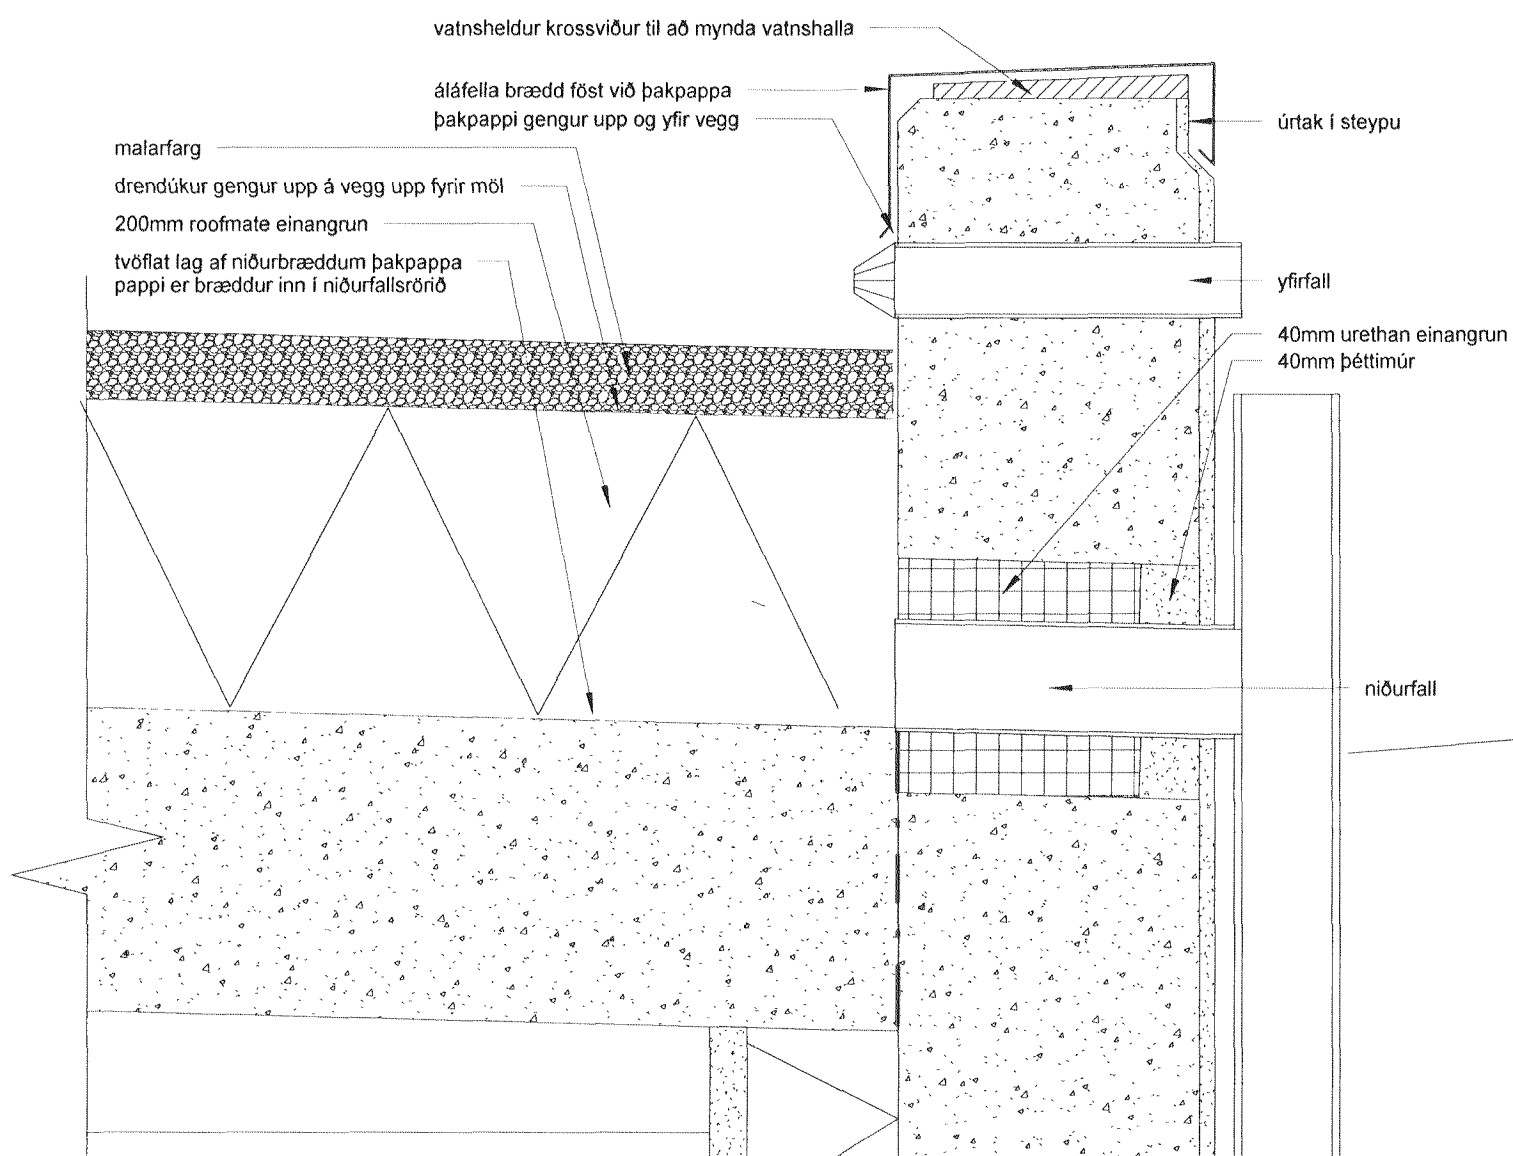 vatnsheldur krossviður til að mynda vatnshalla
áláfella brædd föst við þakpappa
þakpappi gengur upp og yfir vegg
úrtak í steypu
malarfarg
drendúkur gengur upp á vegg upp fyrir möl
200mm roofmate einangrun
tvöflat lag af niðurbræddum þakpappa
pappi er bræddur inn í niðurfallsrörið
yfirfall
40mm urethan einangrun
40mm þéttimúr
niðurfall